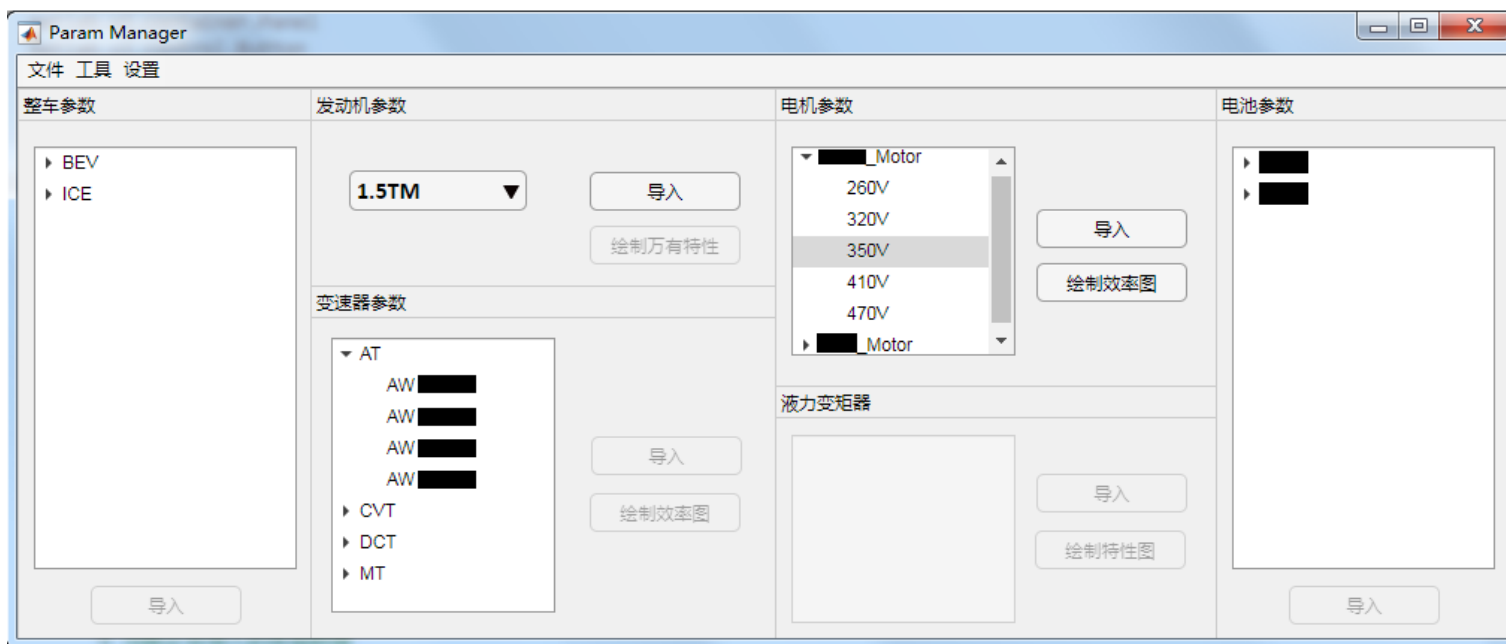 Param Manager
文件 工具 设置
整车参数
BEV
ICE
导入
发动机参数
1.5TM
导入
绘制万有特性
变速器参数
AT
AW
AW
AW
AW
CVT
DCT
MT
导入
绘制效率图
电机参数
_Motor
260V
320V
350V
410V
470V
_Motor
导入
绘制效率图
液力变矩器
导入
绘制特性图
电池参数
导入